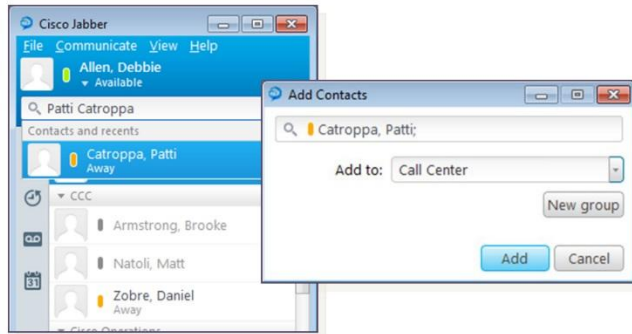 Cisco Jabber
File Communicate View Help
Allen, Debbie
Available
Patti Catroppa
Contacts and recents
Catroppa, Patti
Away
CCC
Armstrong, Brooke
Natoli, Matt
31
Zobre, Daniel
Away
Cisco Operations
Add Contacts
Catroppa, Patti;
Add to: Call Center
New group
Add Cancel